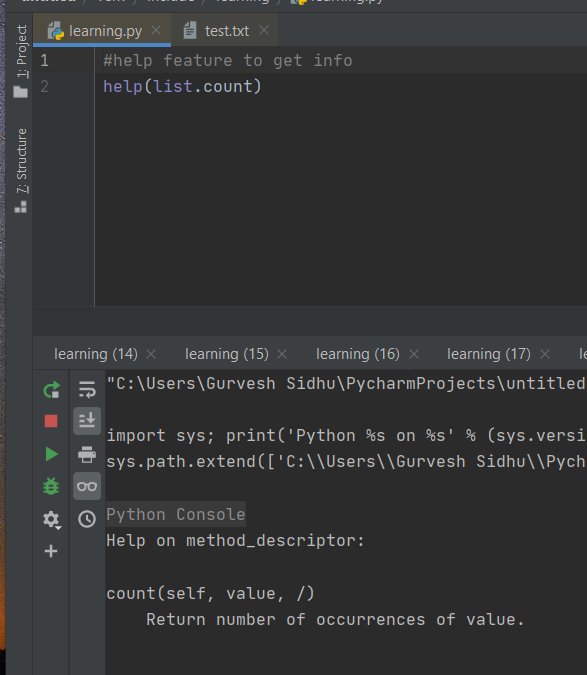 learning.py
learning.py test.txt
1: Project
7: Structure
1 #help feature to get info
2 help(list.count)
learning (14) learning (15) learning (16) learning (17)
"C:\Users\Gurvesh Sidhu\PycharmProjects\untitled
import sys; print('Python %s on %s' % (sys.versi
sys.path.extend(['C:\\Users\\Gurvesh Sidhu\\Pych
Python Console
Help on method_descriptor:
count(self, value, /)
Return number of occurrences of value.